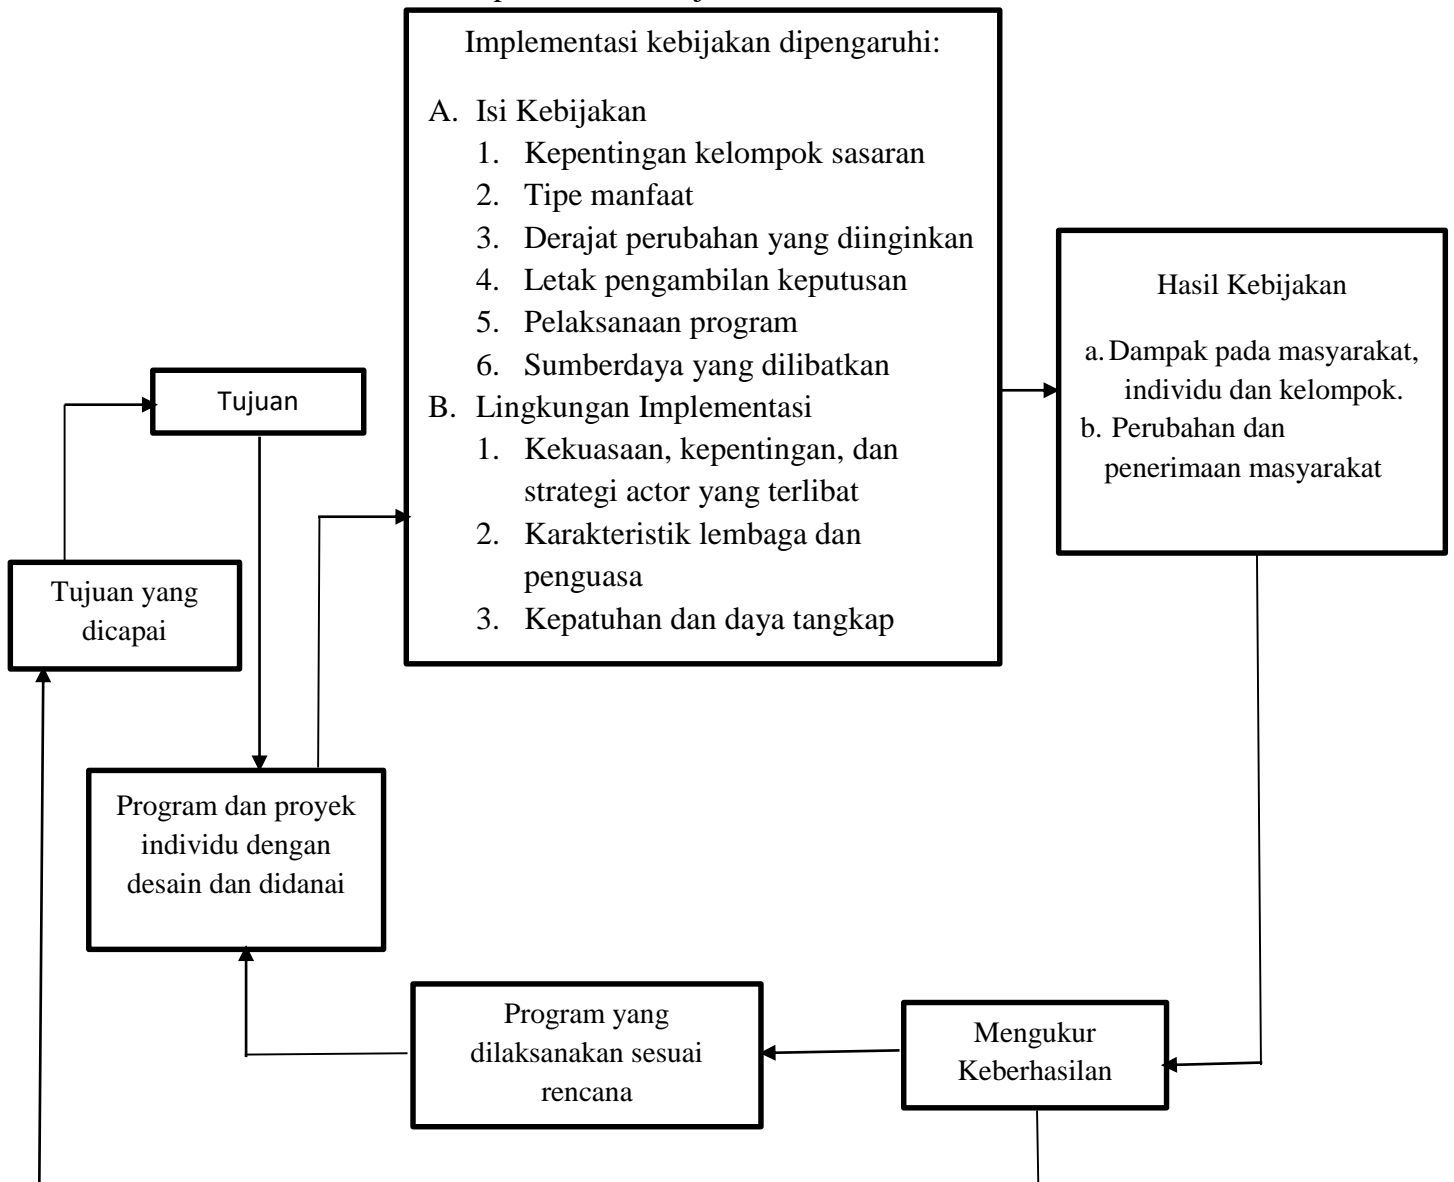 Implementasi kebijakan dipengaruhi:
A. Isi Kebijakan
1. Kepentingan kelompok sasaran
2. Tipe manfaat
3. Derajat perubahan yang diinginkan
4. Letak pengambilan keputusan
5. Pelaksanaan program
6. Sumberdaya yang dilibatkan
B. Lingkungan Implementasi
1. Kekuasaan, kepentingan, dan
strategi actor yang terlibat
2. Karakteristik lembaga dan
penguasa
3. Kepatuhan dan daya tangkap
Hasil Kebijakan
a. Dampak pada masyarakat,
individu dan kelompok.
b. Perubahan dan
penerimaan masyarakat
Tujuan
Tujuan yang
dicapai
Program dan proyek
individu dengan
desain dan didanai
Program yang
dilaksanakan sesuai
rencana
Mengukur
Keberhasilan